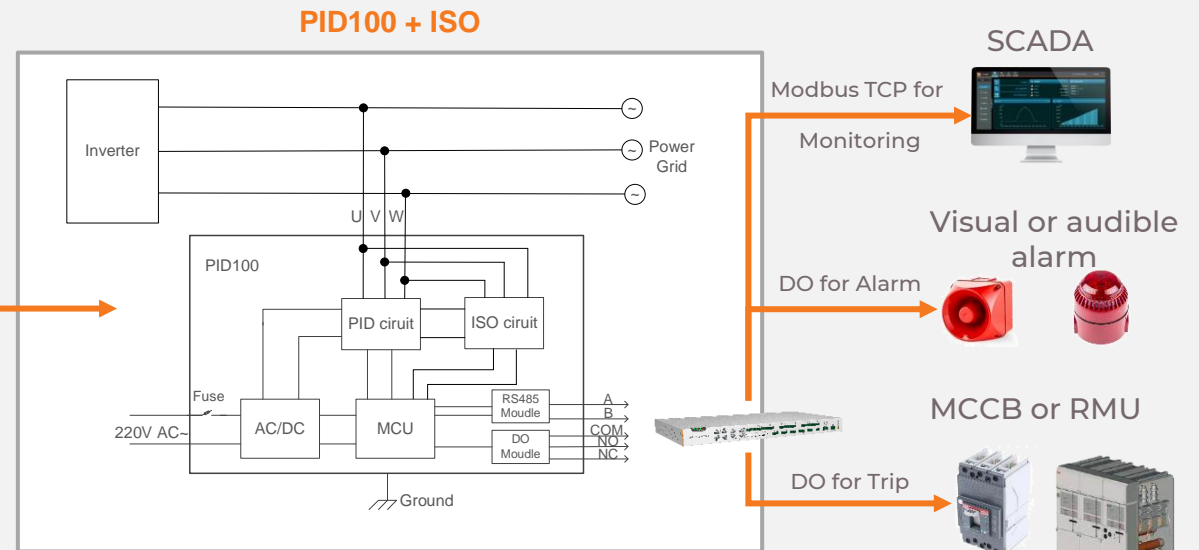 PID100 + ISO
SCADA
Modbus TCP for
Monitoring
Inverter
Power
Grid
U V W
Visual or audible
alarm
PID100
DO for Alarm
PID ciruit
ISO ciruit
Fuse
RS485
Moudle
A
B
MCCB or RMU
220V AC~
AC/DC
MCU
DO
Moudle
COM
NO
NC
DO for Trip
Ground